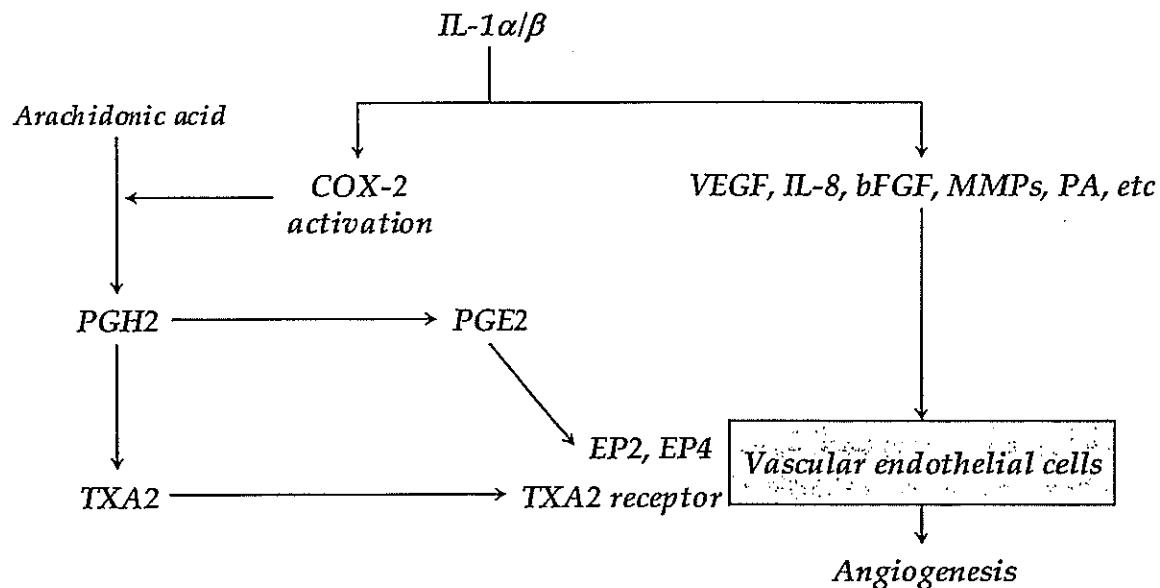 IL-1α/β
Arachidonic acid
COX-2
activation
VEGF, IL-8, bFGF, MMPs, PA, etc
PGH2
PGE2
EP2, EP4
Vascular endothelial cells
TXA2
TXA2 receptor
Angiogenesis